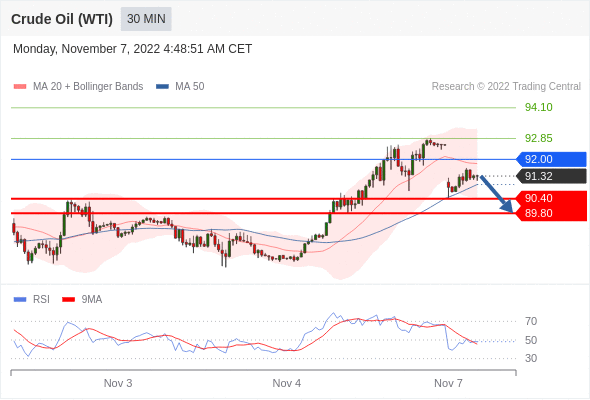 Crude Oil (WTI) 30 MIN
Monday, November 7, 2022 4:48:51 AM CET
MA 20 + Bollinger Bands MA 50 Research © 2022 Trading Central
94.10
92.85
92.00
91.32
90.40
89.80
RSI 9MA
70
50
30
Nov 3 Nov 4 Nov 7